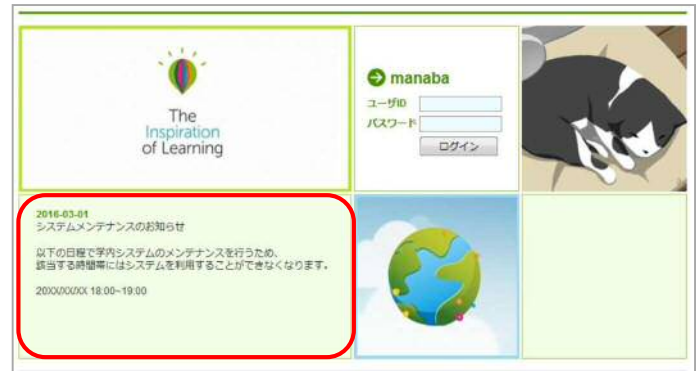 The
Inspiration
of Learning
manaba
ユーザID
パスワード
ログイン
2016-03-01
システムメンテナンスのお知らせ
以下の日程で学内システムのメンテナンスを行うため、
該当する時間帯にはシステムを利用することができなくなります。
20XX/XX/XX 18:00~19:00